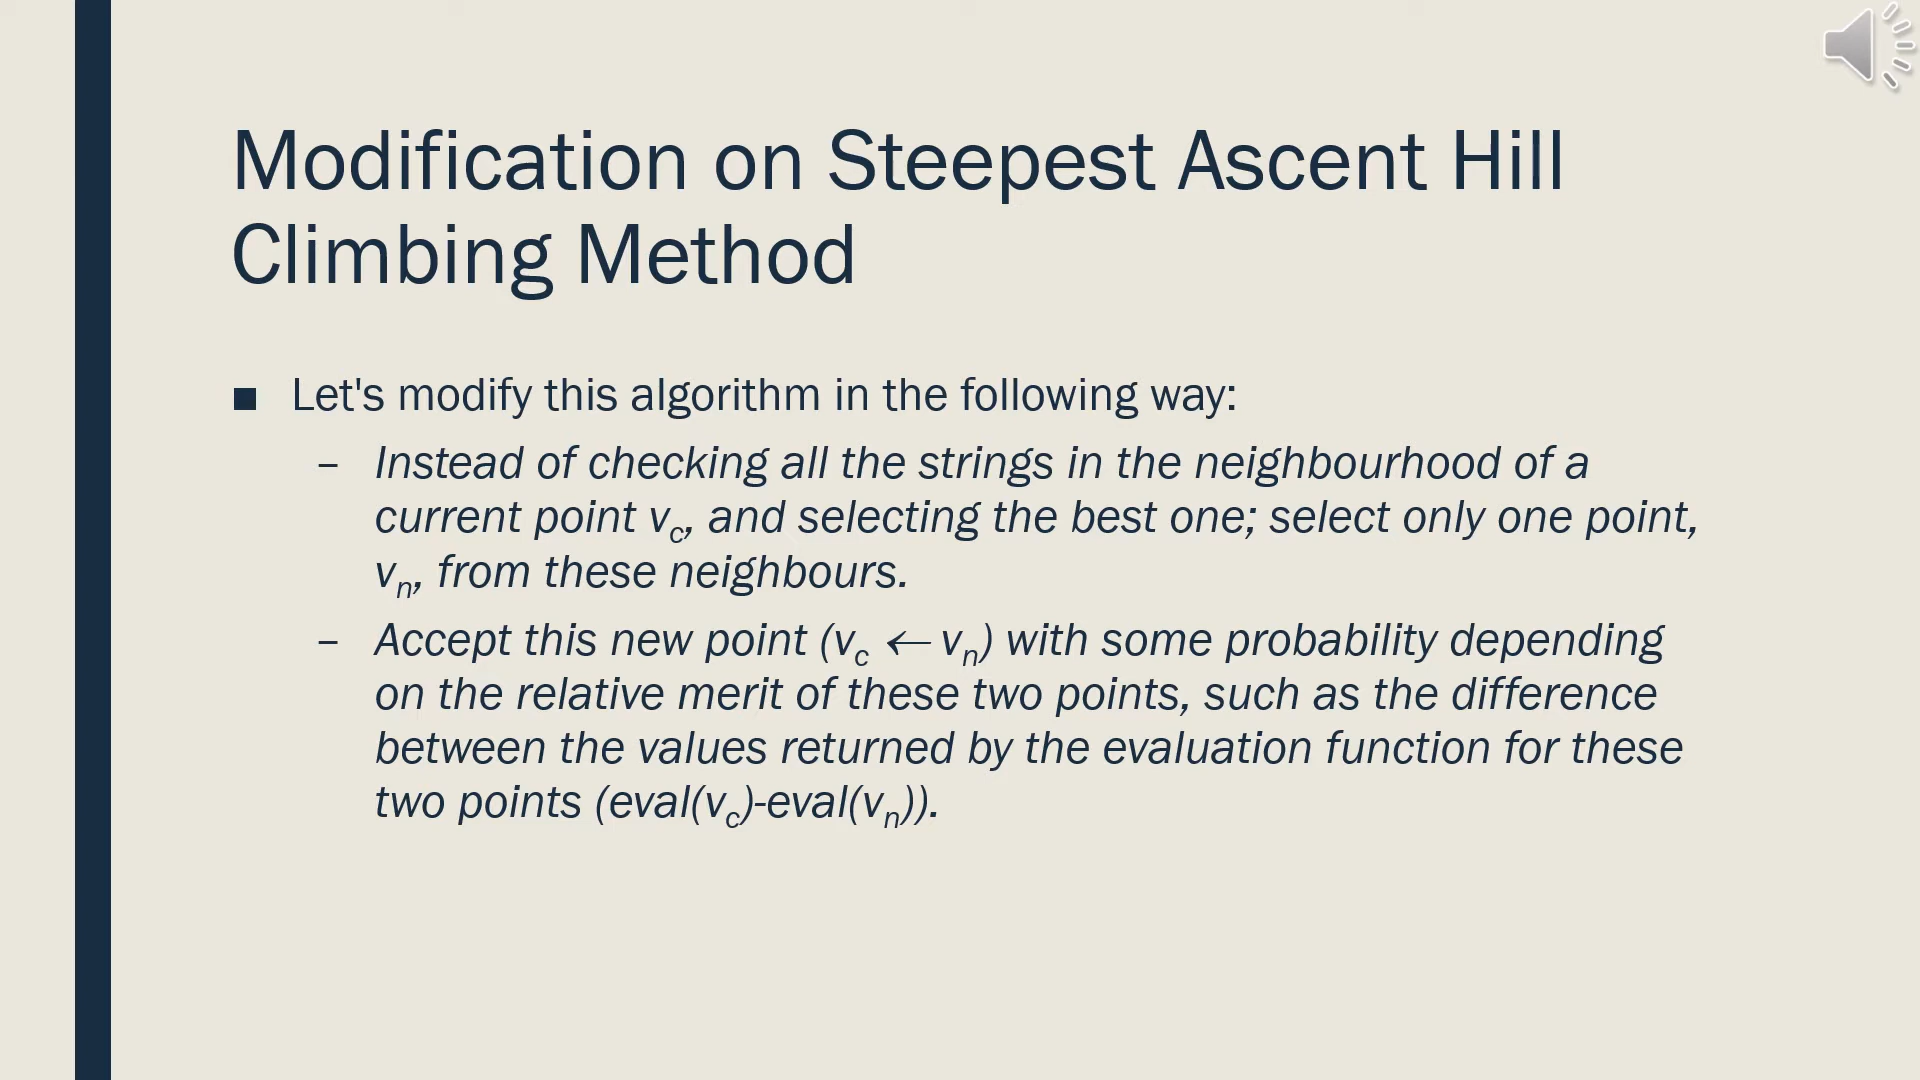 Modification on Steepest Ascent Hill
Climbing Method
■ Let's modify this algorithm in the following way:
– Instead of checking all the strings in the neighbourhood of a
current point v_c, and selecting the best one; select only one point,
v_n, from these neighbours.
– Accept this new point (v_c ← v_n) with some probability depending
on the relative merit of these two points, such as the difference
between the values returned by the evaluation function for these
two points (eval(v_c)-eval(v_n)).